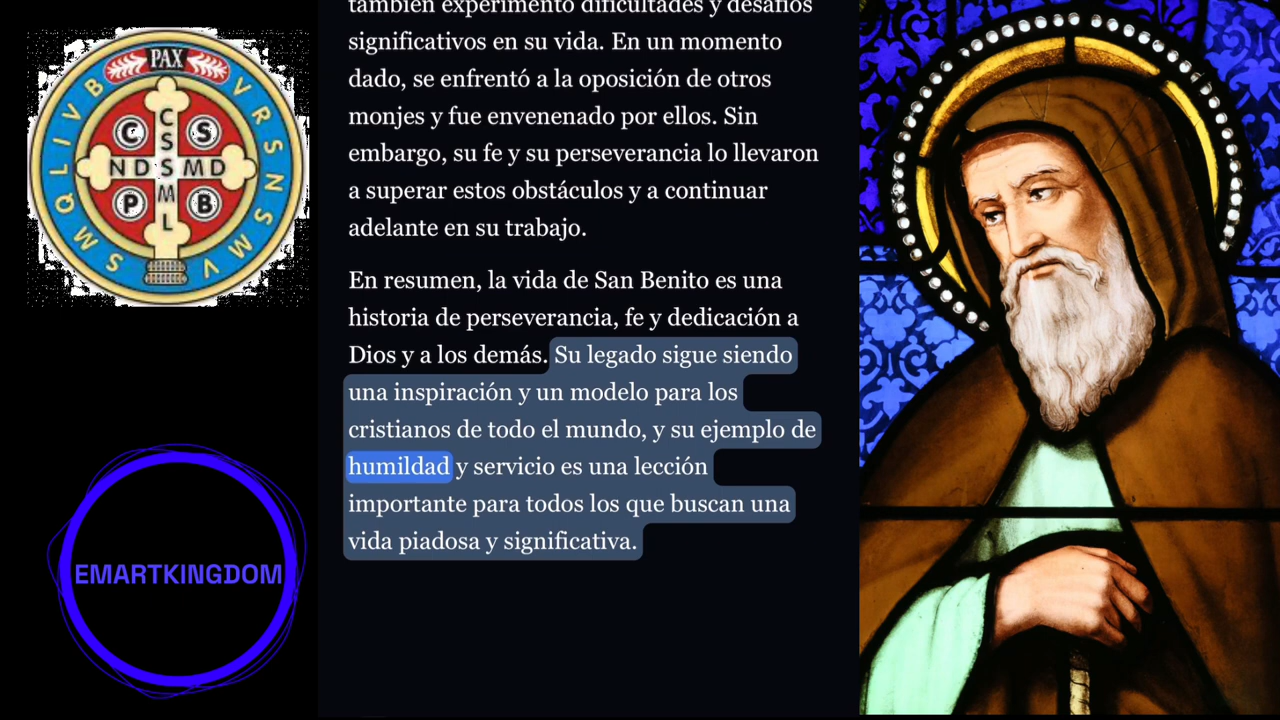 PAX
V R S N S M V
S M Q L I V B
C S
C
S
S
M
L
N D S M D
P B
también experimentó dificultades y desafíos
significativos en su vida. En un momento
dado, se enfrentó a la oposición de otros
monjes y fue envenenado por ellos. Sin
embargo, su fe y su perseverancia lo llevaron
a superar estos obstáculos y a continuar
adelante en su trabajo.
En resumen, la vida de San Benito es una
historia de perseverancia, fe y dedicación a
Dios y a los demás. Su legado sigue siendo
una inspiración y un modelo para los
cristianos de todo el mundo, y su ejemplo de
humildad y servicio es una lección
importante para todos los que buscan una
vida piadosa y significativa.
EMARTKINGDOM